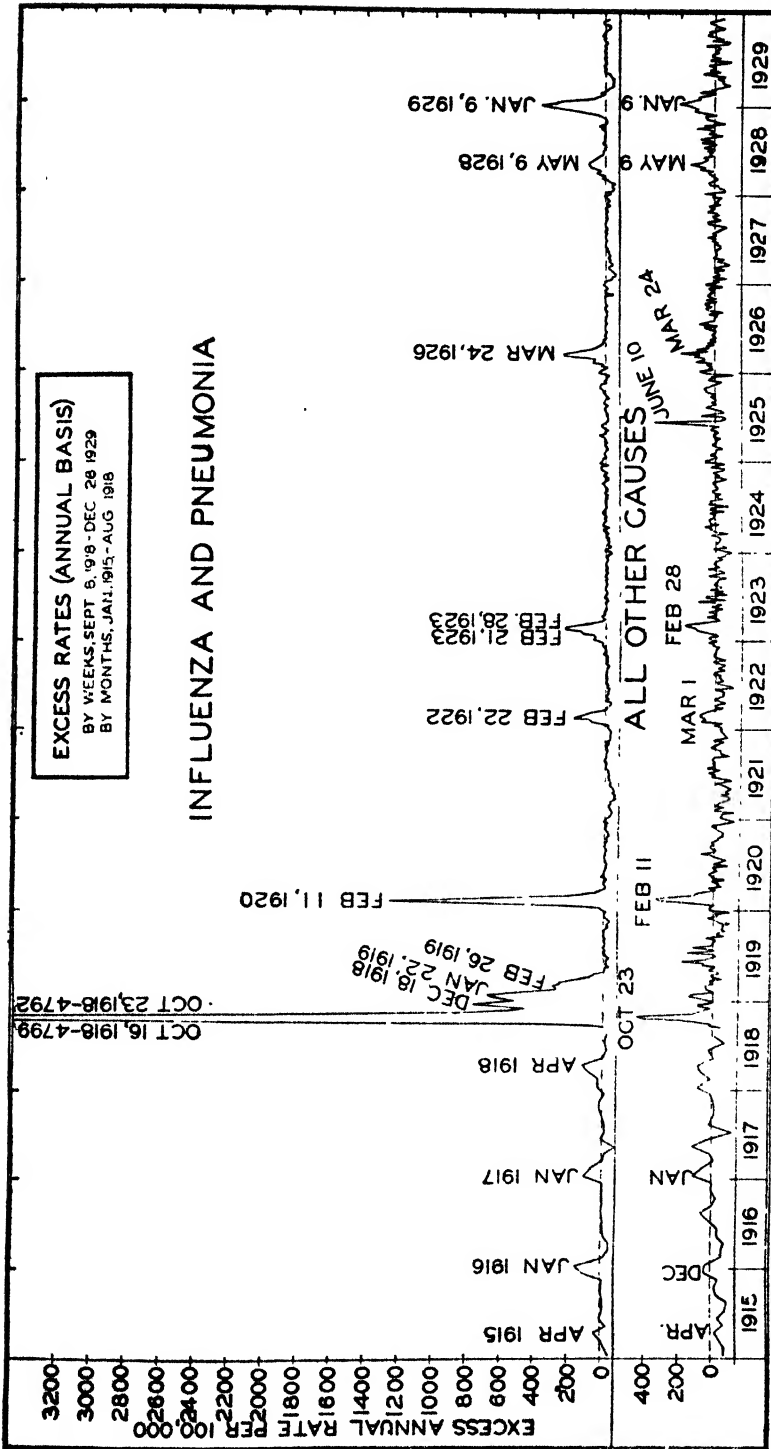 EXCESS RATES (ANNUAL BASIS)
BY WEEKS, SEPT 8, '918 - DEC 28 1929
BY MONTHS, JAN. 1915, - AUG 1918
INFLUENZA AND PNEUMONIA
EXCESS ANNUAL RATE PER 100,000
3200
3000
2800
2600
2400
2200
2000
1800
1600
1400
1200
1000
800
600
400
200
0
APR 1915
JAN 1916
JAN 1917
APR 1918
OCT 16, 1918-4799
OCT 23, 1918-4792
DEC 18, 1918
JAN 22, 1919
FEB 26, 1919
FEB 11, 1920
FEB 22, 1922
FEB 21, 1923
FEB. 28, 1923
MAR 24, 1926
MAY 9, 1928
JAN. 9, 1929
ALL OTHER CAUSES
400
200
0
APR.
DEC
JAN
OCT 23
FEB 11
MAR 1
FEB 28
JUNE 10
MAR 24
MAY 9
JAN. 9
1915 1916 1917 1918 1919 1920 1921 1922 1923 1924 1925 1926 1927 1928 1929